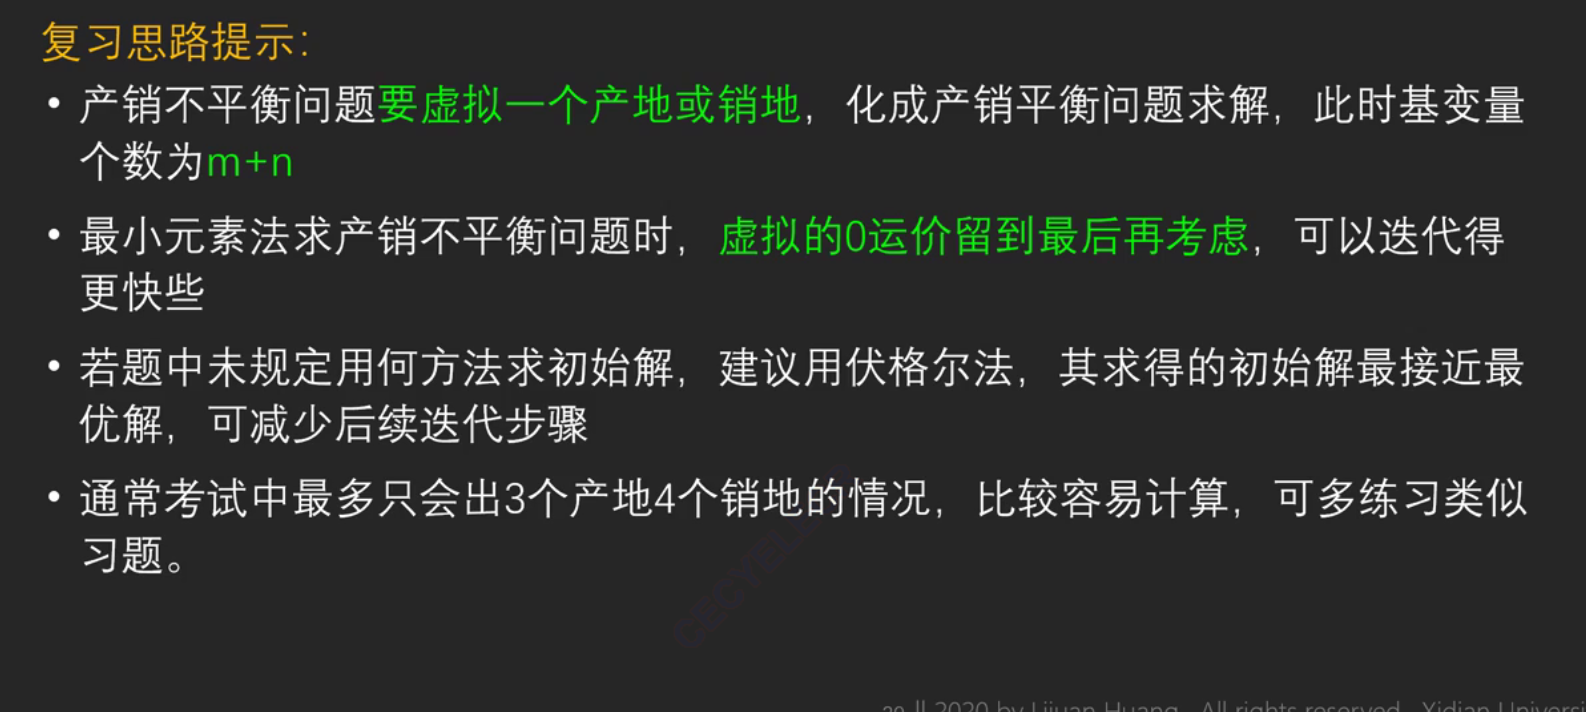 复习思路提示：
• 产销不平衡问题要虚拟一个产地或销地，化成产销平衡问题求解，此时基变量
个数为m+n
• 最小元素法求产销不平衡问题时，虚拟的0运价留到最后再考虑，可以迭代得
更快些
• 若题中未规定用何方法求初始解，建议用伏格尔法，其求得的初始解最接近最
优解，可减少后续迭代步骤
• 通常考试中最多只会出3个产地4个销地的情况，比较容易计算，可多练习类似
习题。
2020 by Lijuan Huang. All rights reserved. Xidian Universi